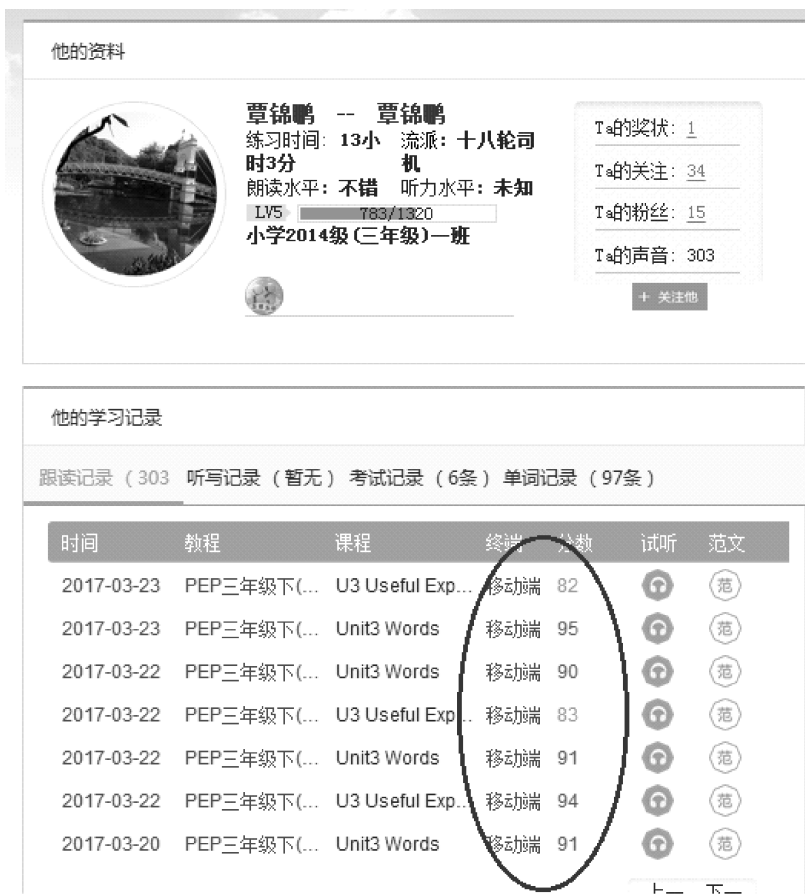 他的资料
覃锦鹏 -- 覃锦鹏
练习时间: 13小时3分 流派: 十八轮司机
朗读水平: 不错 听力水平: 未知
LV5 783/1320
小学2014级(三年级)一班
Ta的奖状: 1
Ta的关注: 34
Ta的粉丝: 15
Ta的声音: 303
+ 关注他
他的学习记录
跟读记录 (303 听写记录 (暂无) 考试记录 (6条) 单词记录 (97条)
时间 教程 课程 终端 分数 试听 范文
2017-03-23 PEP三年级下(... U3 Useful Exp... 移动端 82 范
2017-03-23 PEP三年级下(... Unit3 Words 移动端 95 范
2017-03-22 PEP三年级下(... Unit3 Words 移动端 90 范
2017-03-22 PEP三年级下(... U3 Useful Exp... 移动端 83 范
2017-03-22 PEP三年级下(... Unit3 Words 移动端 91 范
2017-03-22 PEP三年级下(... U3 Useful Exp... 移动端 94 范
2017-03-20 PEP三年级下(... Unit3 Words 移动端 91 范
上一 下一